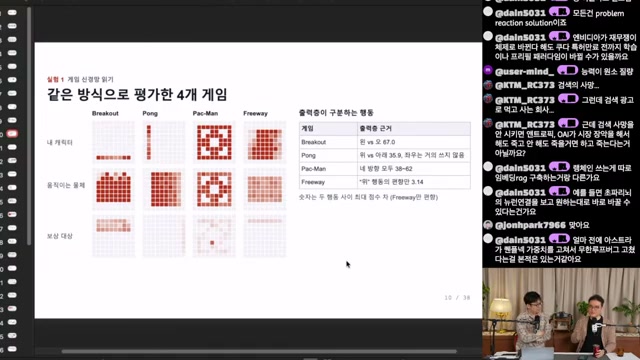 실험 1 게임 신경망 읽기
같은 방식으로 평가한 4개 게임
Breakout Pong Pac-Man Freeway
내 캐릭터
움직이는 물체
보상 대상
출력층이 구분하는 행동
게임 출력층 근거
Breakout 왼 vs 오 67.0
Pong 위 vs 아래 35.9, 좌우는 거의 쓰지 않음
Pac-Man 네 방향 모두 38~62
Freeway "위" 행동의 편향만 3.14
숫자는 두 행동 사이 최대 점수 차 (Freeway만 편향)
10 / 38
@dain5031 모든건 problem
reaction solution이죠
@dain5031 엔비디아가 재무쟁이
체제로 바뀐다 해도 쿠다 특허만료 전까지 학습
이나 프리필 패러다임이 바뀔 수가 있을까요
@user-mind_ 능력이 원소 질량
@KTM_RC373 검색의 사망...
@KTM_RC373 그런데 검색 광고
로 먹고 사는 회사...
@KTM_RC373 근데 검색 사망을
안 시키면 앤트로픽, OAI가 시장 장악을 해서
해도 죽고 안 해도 죽을거면 하고 죽는다는거
아닐까요?
@dain5031 랭체인 쓰는게 따로
임베딩rag 구축하는거랑 다른가요
@dain5031 예를 들면 초파리의
뉴런연결을 보고 원하는대로 바로 바꿀 수
있다는건가요
@jonhpark7966 맞아요
@dain5031 얼마 전에 아스트라
가 퀜플넥 가중치를 고쳐서 무한루프버그 고쳤
다는걸 본적은 있는거같아요